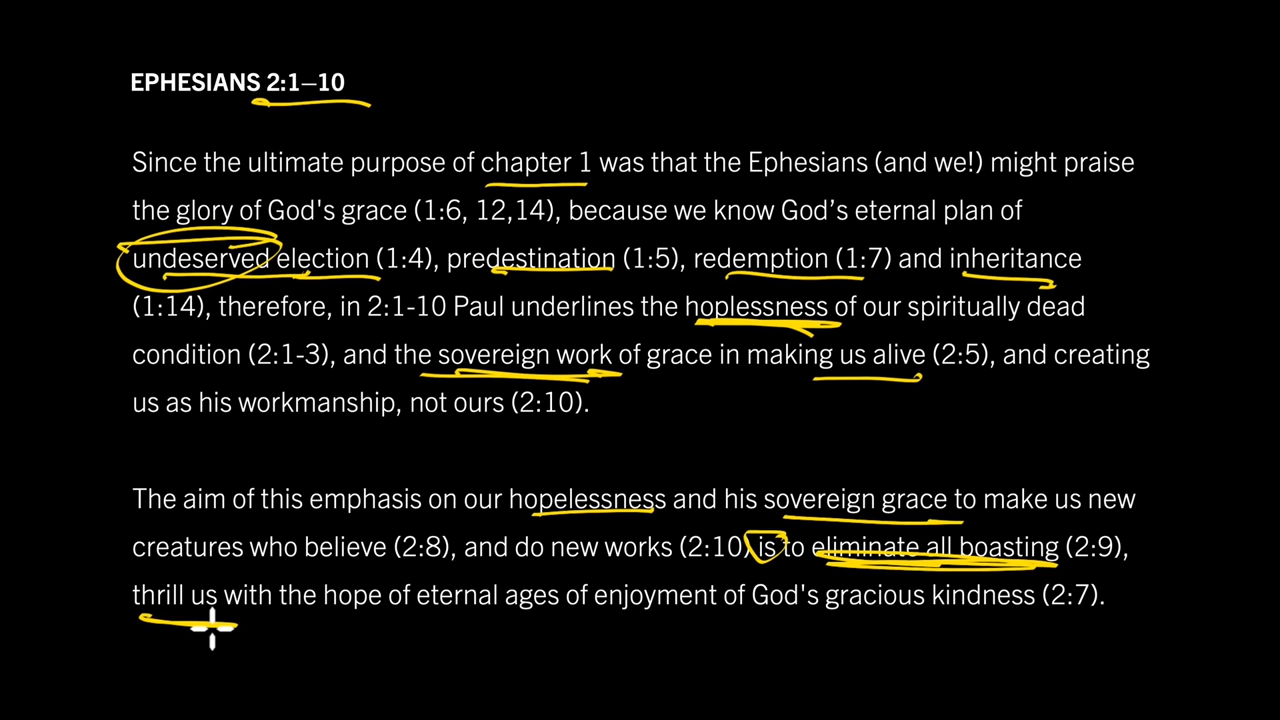 EPHESIANS 2:1–10
Since the ultimate purpose of chapter 1 was that the Ephesians (and we!) might praise
the glory of God's grace (1:6, 12,14), because we know God’s eternal plan of
undeserved election (1:4), predestination (1:5), redemption (1:7) and inheritance
(1:14), therefore, in 2:1-10 Paul underlines the hoplessness of our spiritually dead
condition (2:1-3), and the sovereign work of grace in making us alive (2:5), and creating
us as his workmanship, not ours (2:10).
The aim of this emphasis on our hopelessness and his sovereign grace to make us new
creatures who believe (2:8), and do new works (2:10) is to eliminate all boasting (2:9),
thrill us with the hope of eternal ages of enjoyment of God's gracious kindness (2:7).